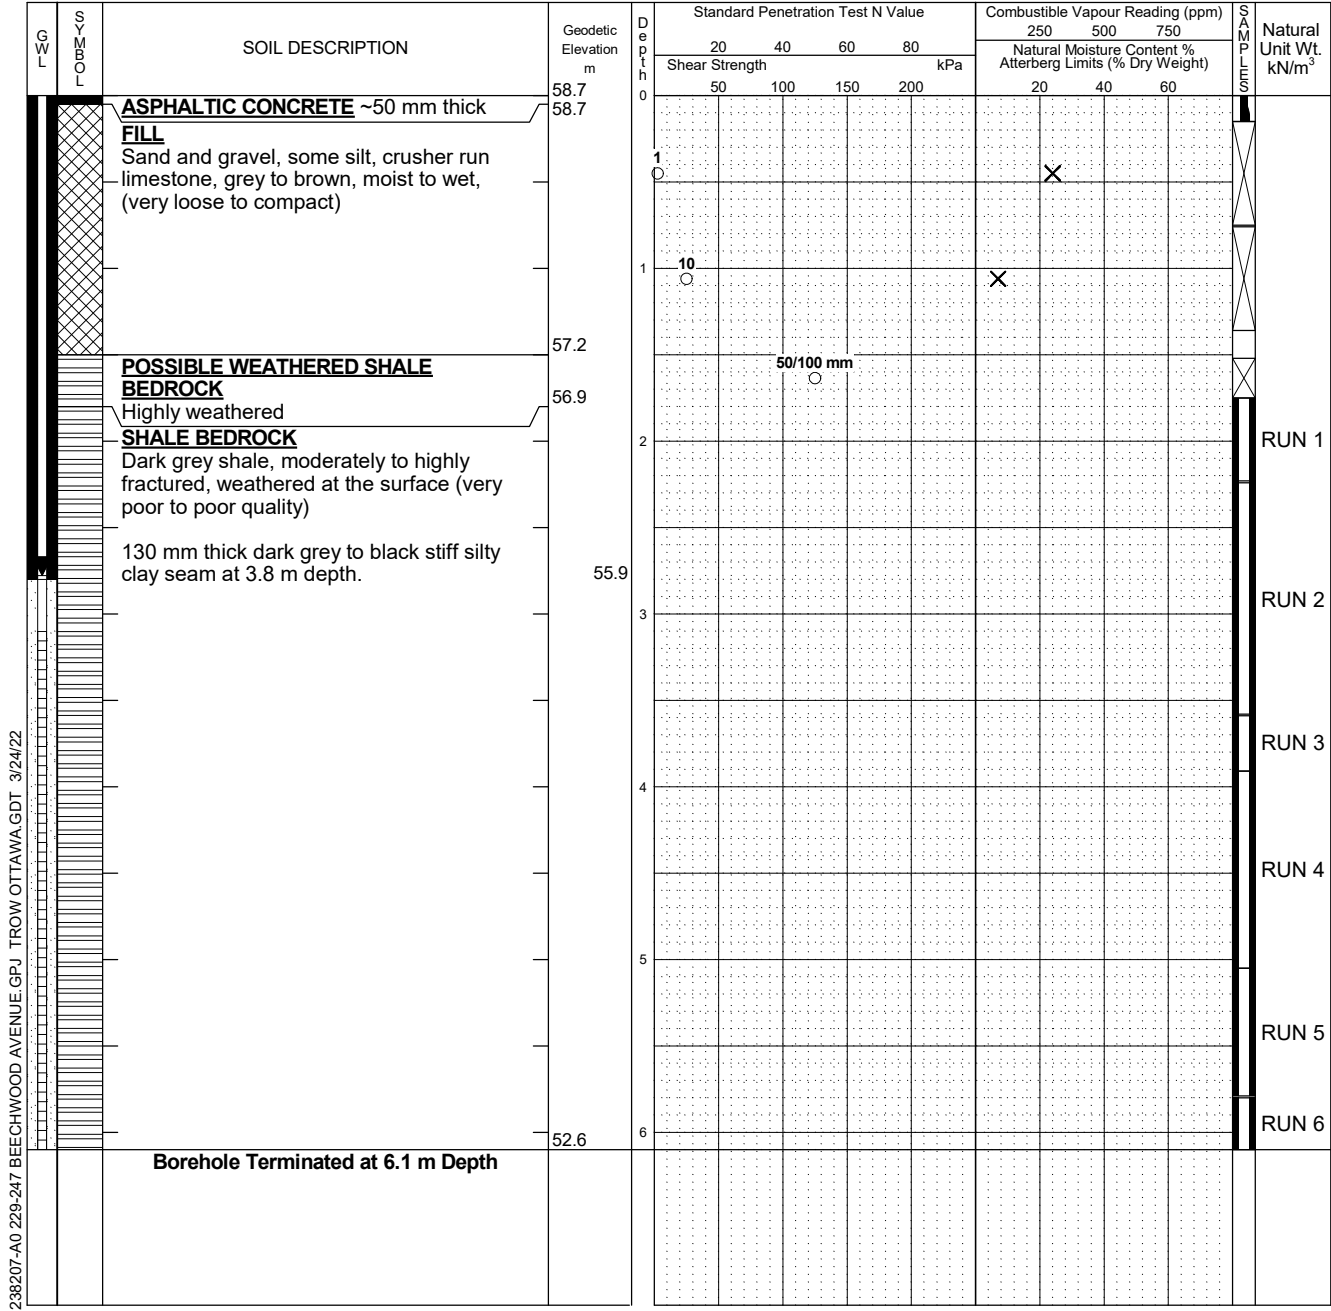 GWL
SYMBOL
SOIL DESCRIPTION
Geodetic
Elevation
m
Depth
Standard Penetration Test N Value
20 40 60 80
Shear Strength kPa
50 100 150 200
Combustible Vapour Reading (ppm)
250 500 750
Natural Moisture Content %
Atterberg Limits (% Dry Weight)
20 40 60
SAMPLES
Natural
Unit Wt.
kN/m³
58.7
0
ASPHALTIC CONCRETE ~50 mm thick
58.7
FILL
Sand and gravel, some silt, crusher run
limestone, grey to brown, moist to wet,
(very loose to compact)
1
1
10
57.2
POSSIBLE WEATHERED SHALE
BEDROCK
Highly weathered
50/100 mm
56.9
SHALE BEDROCK
Dark grey shale, moderately to highly
fractured, weathered at the surface (very
poor to poor quality)
2
RUN 1
130 mm thick dark grey to black stiff silty
clay seam at 3.8 m depth.
55.9
RUN 2
3
RUN 3
4
RUN 4
5
RUN 5
6
RUN 6
52.6
Borehole Terminated at 6.1 m Depth
238207-A0 229-247 BEECHWOOD AVENUE.GPJ TROW OTTAWA.GDT 3/24/22